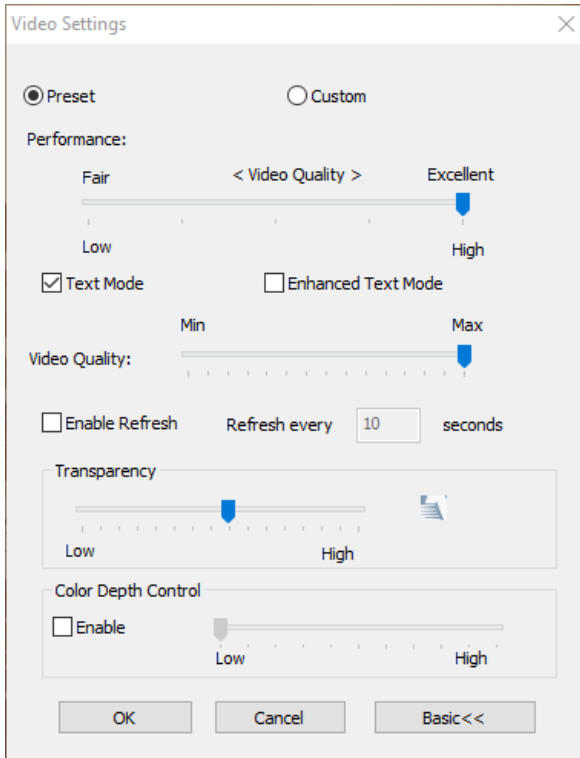 Video Settings
Preset Custom
Performance:
Fair < Video Quality > Excellent
Low High
Text Mode Enhanced Text Mode
Min Max
Video Quality:
Enable Refresh Refresh every 10 seconds
Transparency
Low High
Color Depth Control
Enable
Low High
OK Cancel Basic<<